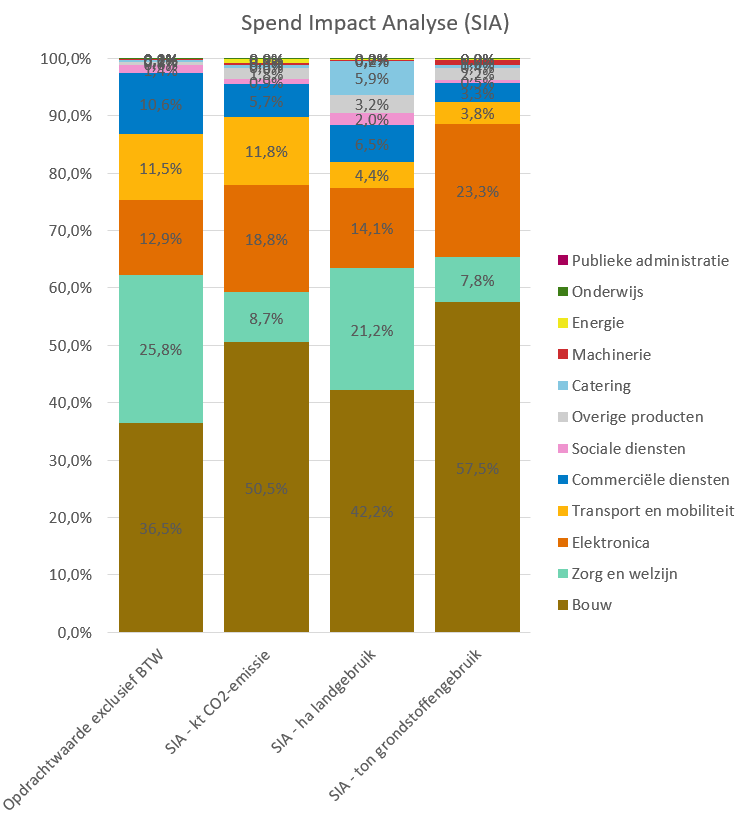 Spend Impact Analyse (SIA)
100,0%
90,0%
80,0%
70,0%
60,0%
50,0%
40,0%
30,0%
20,0%
10,0%
0,0%
10,6%
11,5%
12,9%
25,8%
36,5%
5,7%
11,8%
18,8%
8,7%
50,5%
0,2%
5,9%
3,2%
2,0%
6,5%
4,4%
14,1%
21,2%
42,2%
2,2%
3,8%
23,3%
7,8%
57,5%
Opdrachtwaarde exclusief BTW
SIA - kt CO2-emissie
SIA - ha landgebruik
SIA - ton grondstoffengebruik
Publieke administratie
Onderwijs
Energie
Machinerie
Catering
Overige producten
Sociale diensten
Commerciële diensten
Transport en mobiliteit
Elektronica
Zorg en welzijn
Bouw